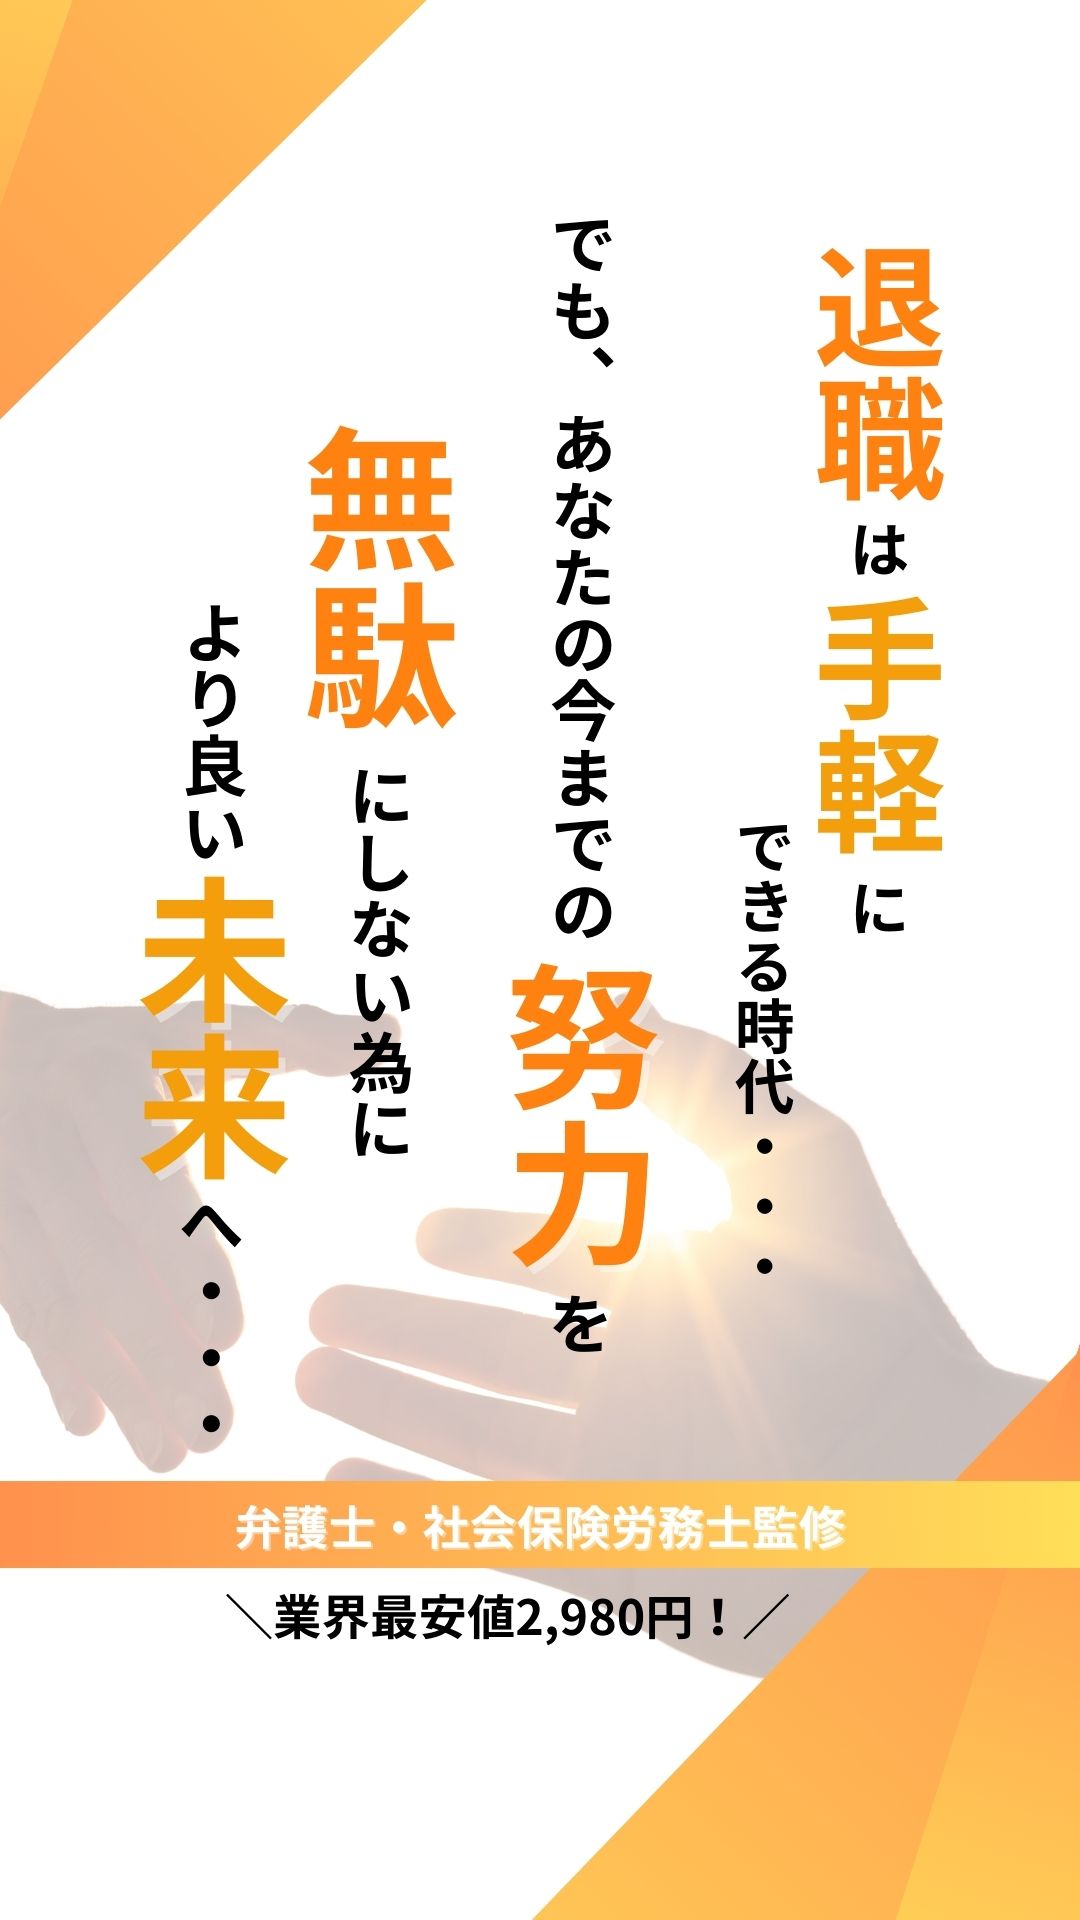 退職は手軽に
できる時代・・・
でも、あなたの今までの努力を
無駄にしない為に
より良い未来へ・・・
弁護士・社会保険労務士監修
＼業界最安値2,980円！／